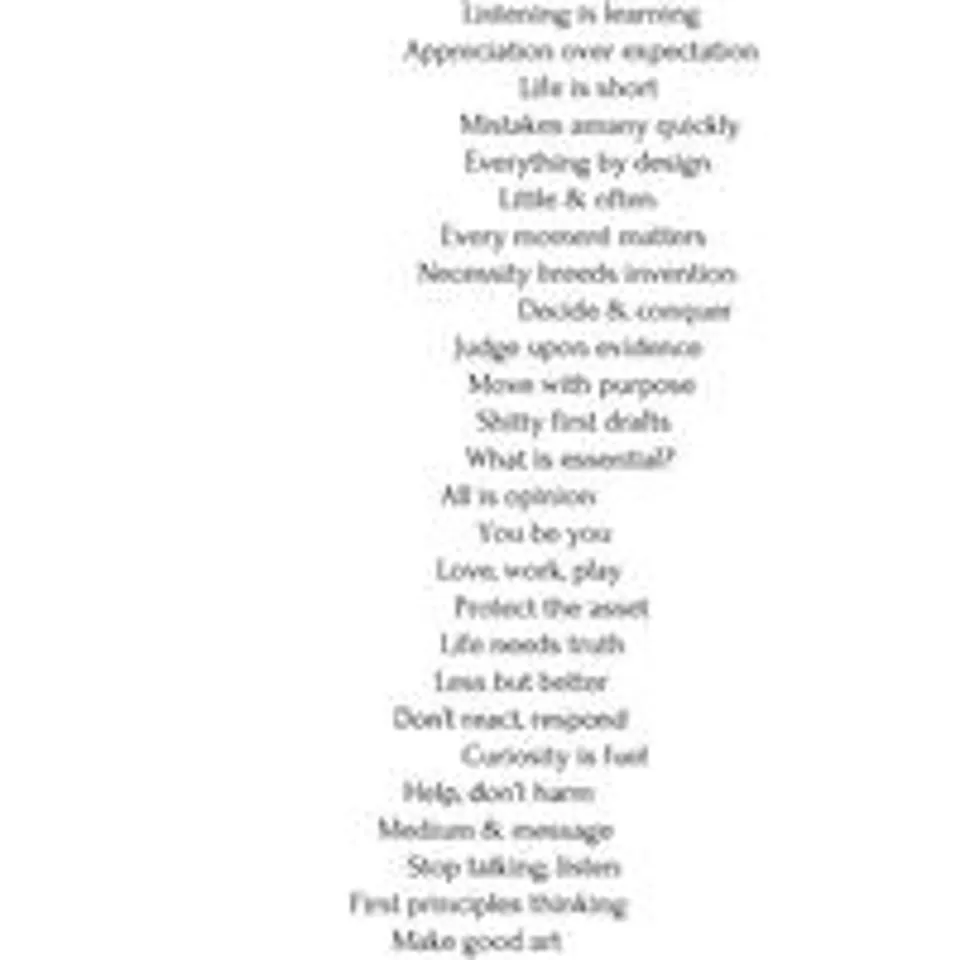 Listening is learning
Appreciation over expectation
Life is short
Mistakes quickly
Everything by design
Little & often
Every moment matters
Necessity breeds invention
Decide & conquer
Judge upon evidence
Move with purpose
Shitty first drafts
What is essential?
All is opinion
You be you
Love, work, play
Protect the asset
Life needs truth
Less but better
Don't react, respond
Curiosity is fuel
Help, don't harm
Medium & message
Stop talking, listen
First principles thinking
Make good art